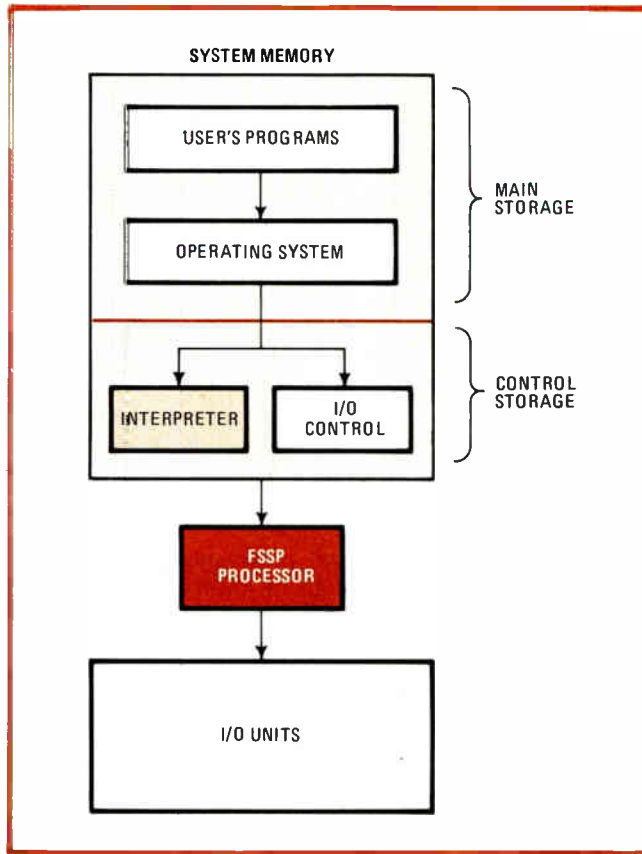 SYSTEM MEMORY
USER'S PROGRAMS
MAIN
STORAGE
OPERATING SYSTEM
INTERPRETER
I/O
CONTROL
CONTROL
STORAGE
FSSP
PROCESSOR
I/O UNITS